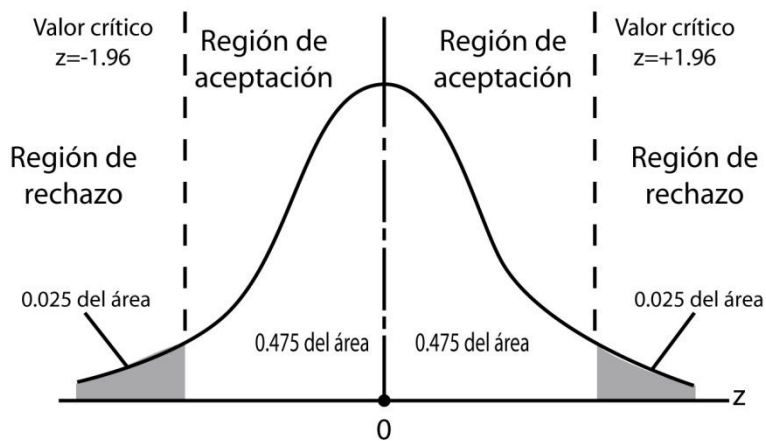 Valor crítico
z=-1.96
Región de
aceptación
Región de
aceptación
Valor crítico
z=+1.96
Región de
rechazo
Región de
rechazo
0.025 del área
0.475 del área
0.475 del área
0.025 del área
z
0